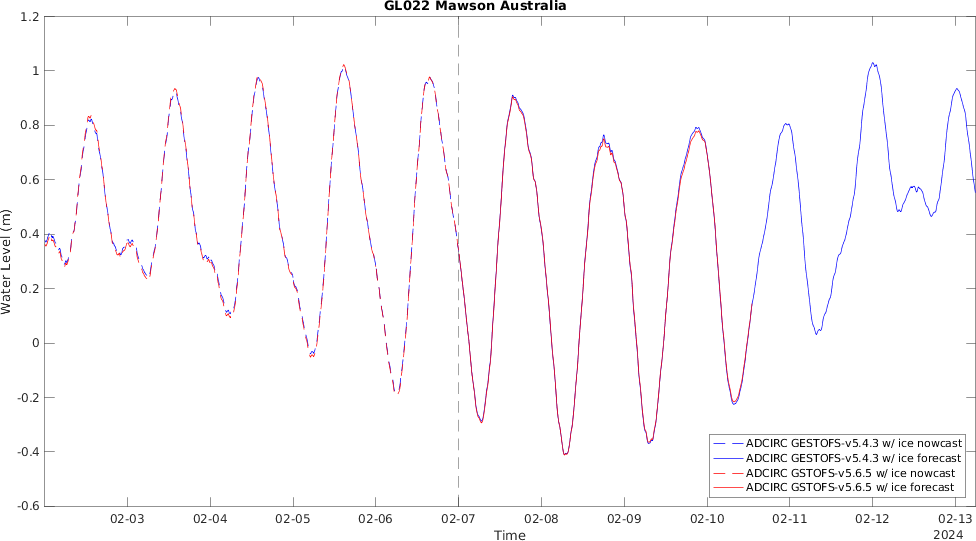 GL022 Mawson Australia
1.2
1
0.8
0.6
0.4
0.2
0
-0.2
-0.4
-0.6
Water Level (m)
ADCIRC GESTOFS-v5.4.3 w/ ice nowcast
ADCIRC GESTOFS-v5.4.3 w/ ice forecast
ADCIRC GSTOFS-v5.6.5 w/ ice nowcast
ADCIRC GSTOFS-v5.6.5 w/ ice forecast
02-03 02-04 02-05 02-06 02-07 02-08 02-09 02-10 02-11 02-12 02-13
Time 2024